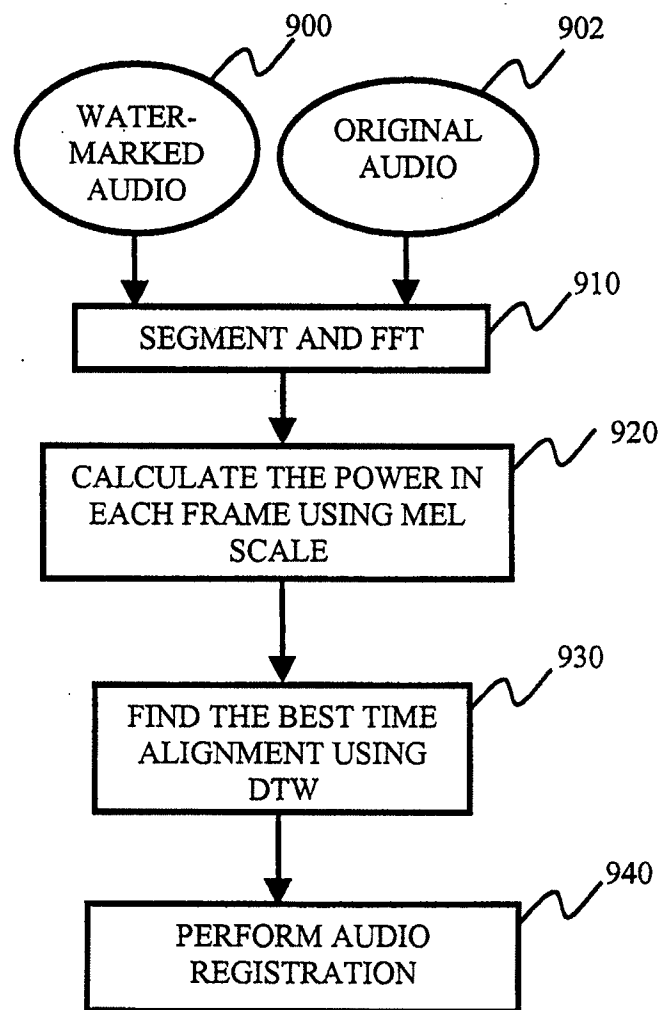 900
902
WATER-
MARKED
AUDIO
ORIGINAL
AUDIO
910
SEGMENT AND FFT
920
CALCULATE THE POWER IN
EACH FRAME USING MEL
SCALE
930
FIND THE BEST TIME
ALIGNMENT USING
DTW
940
PERFORM AUDIO
REGISTRATION